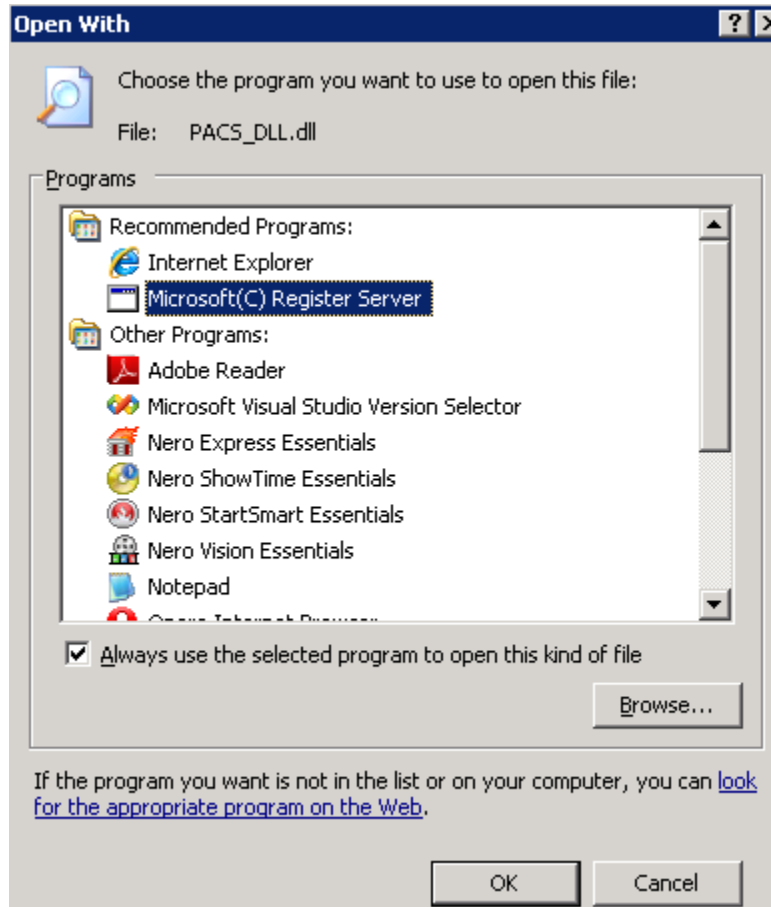 Open With
Choose the program you want to use to open this file:
File: PACS_DLL.dll
Programs
Recommended Programs:
Internet Explorer
Microsoft(C) Register Server
Other Programs:
Adobe Reader
Microsoft Visual Studio Version Selector
Nero Express Essentials
Nero ShowTime Essentials
Nero StartSmart Essentials
Nero Vision Essentials
Notepad
Opera Internet Browser
Always use the selected program to open this kind of file
Browse...
If the program you want is not in the list or on your computer, you can look
for the appropriate program on the Web.
OK Cancel